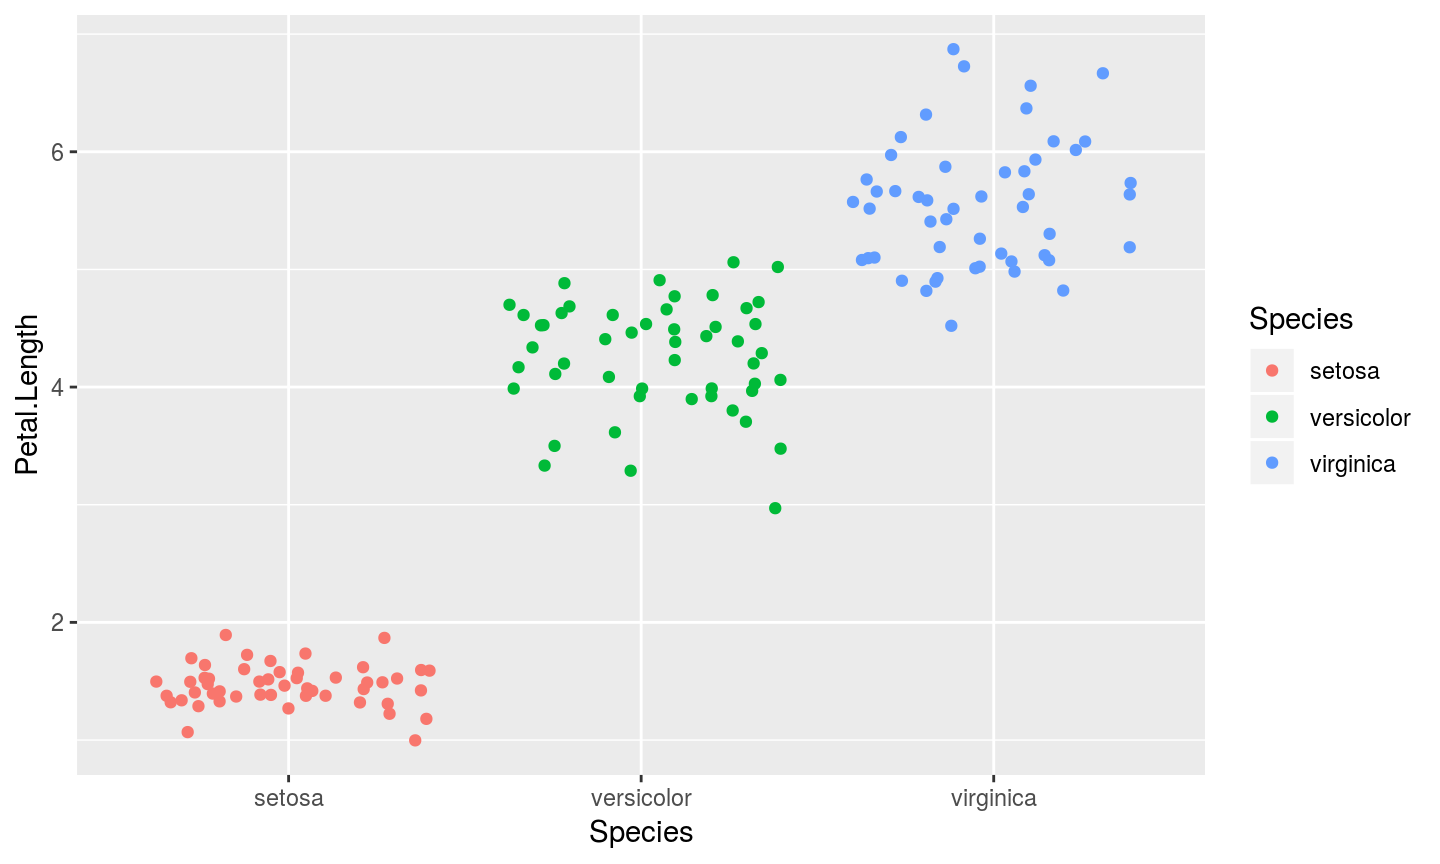 Petal.Length
6
4
2
setosa
versicolor
virginica
Species
Species
setosa
versicolor
virginica